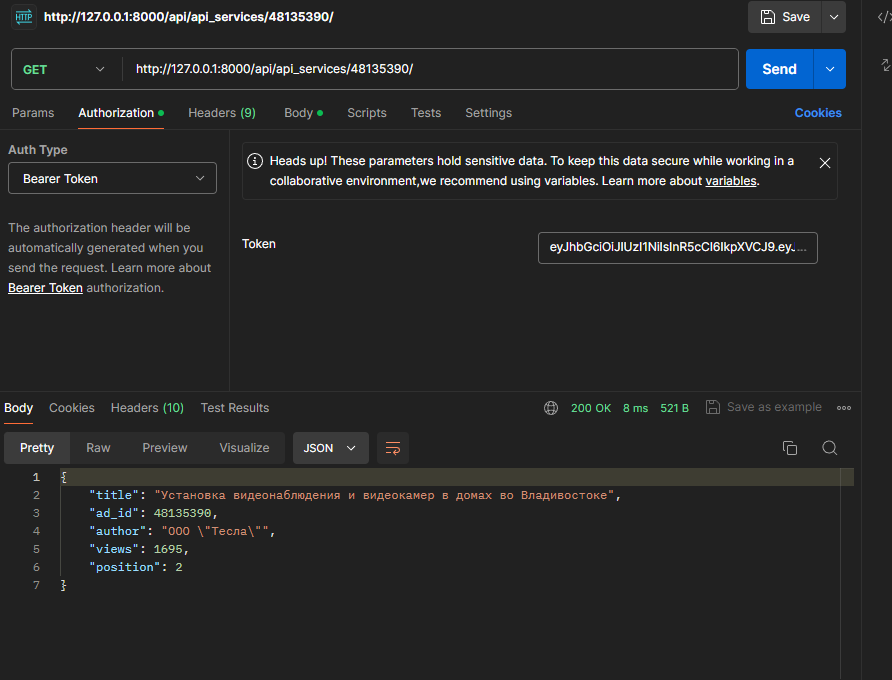 HTTP http://127.0.0.1:8000/api/api_services/48135390/ Save
GET http://127.0.0.1:8000/api/api_services/48135390/ Send
Params Authorization Headers (9) Body Scripts Tests Settings Cookies
Auth Type
Bearer Token
The authorization header will be
automatically generated when you
send the request. Learn more about
Bearer Token authorization.
Heads up! These parameters hold sensitive data. To keep this data secure while working in a
collaborative environment,we recommend using variables. Learn more about variables.
Token eyJhbGciOiJIUzI1NiIsInR5cCI6IkpXVCJ9.eyJ...
Body Cookies Headers (10) Test Results 200 OK 8 ms 521 B Save as example
Pretty Raw Preview Visualize JSON
1 {
2 "title": "Установка видеонаблюдения и видеокамер в домах во Владивостоке",
3 "ad_id": 48135390,
4 "author": "ООО \"Тесла\"",
5 "views": 1695,
6 "position": 2
7 }